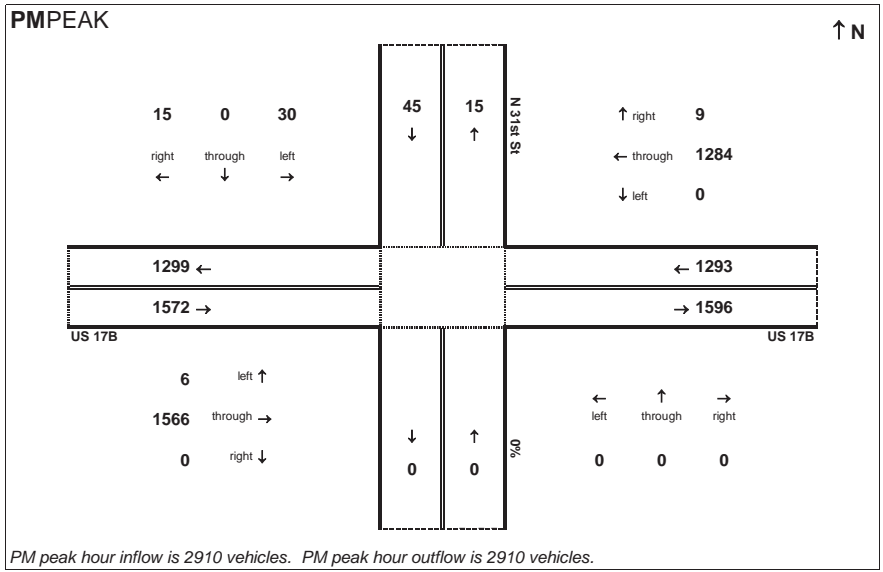 PMPEAK
↑ N
15 0 30
right through left
← ↓ →
45 15
↓ ↑
N 31st St
↑ right 9
← through 1284
↓ left 0
1299 ←
1572 →
← 1293
→ 1596
US 17B
US 17B
6 left ↑
1566 through →
0 right ↓
↓ ↑
0 0
0%
← ↑ →
left through right
0 0 0
PM peak hour inflow is 2910 vehicles. PM peak hour outflow is 2910 vehicles.